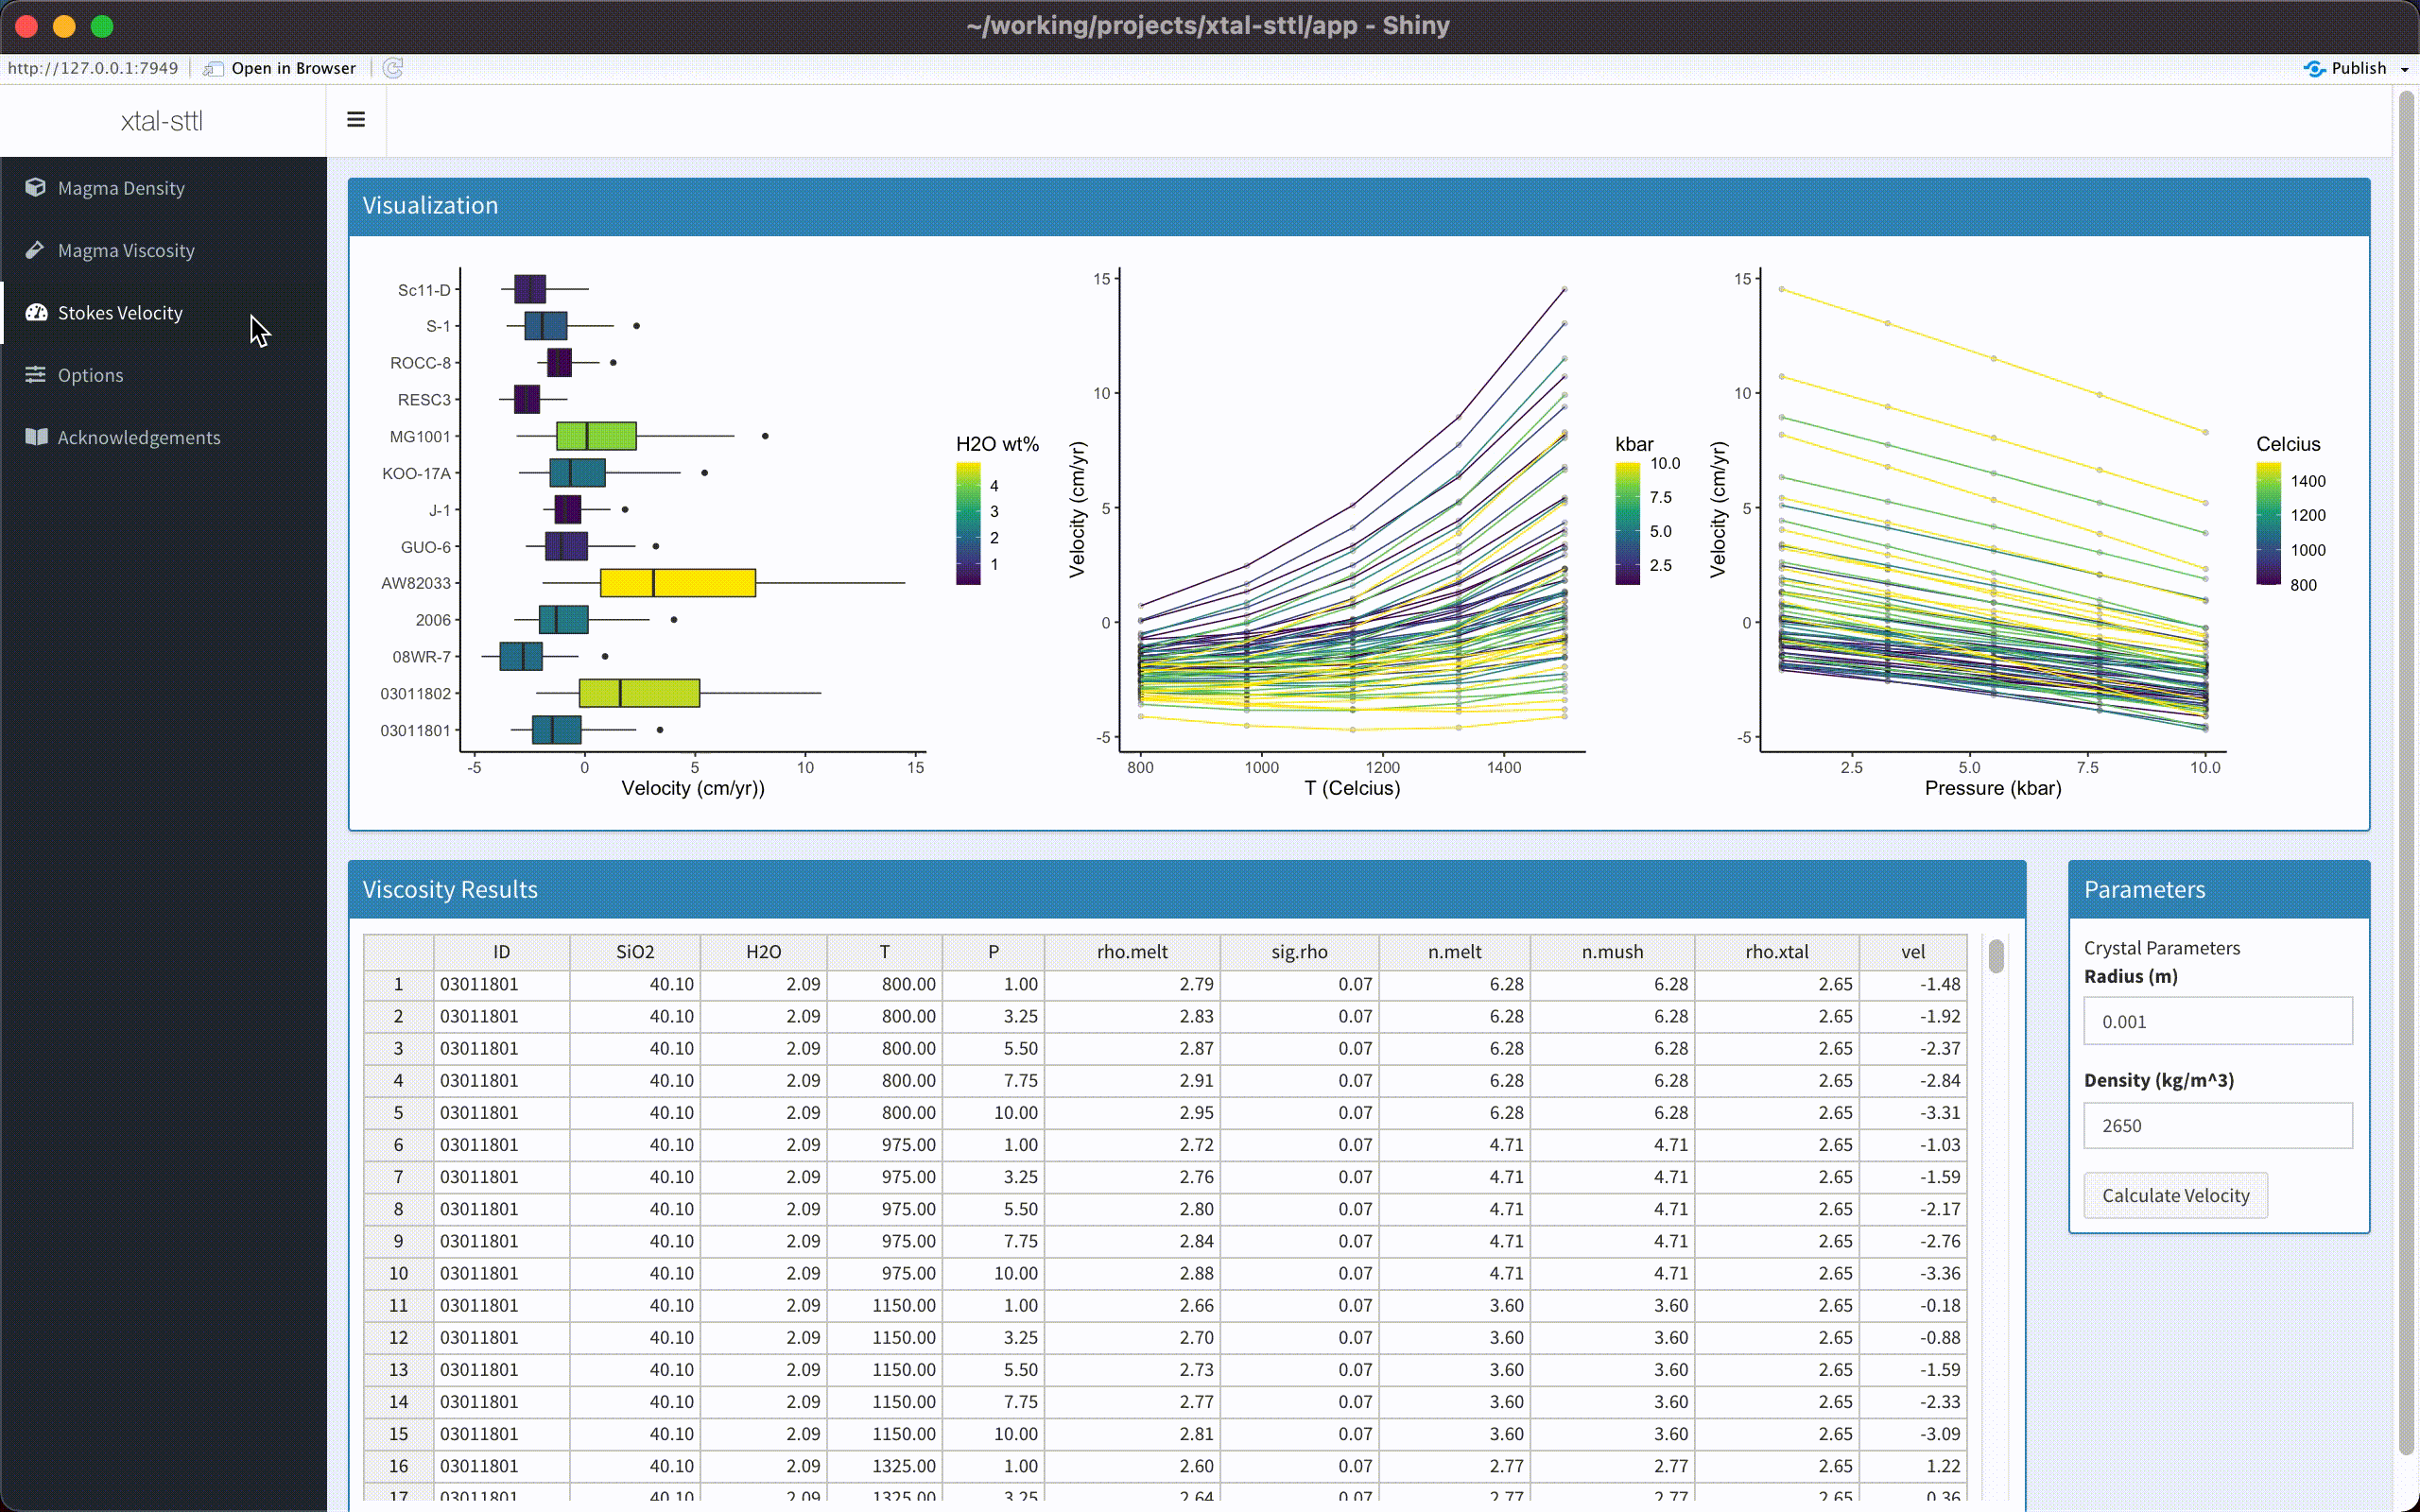 ~/working/projects/xtal-sttl/app - Shiny
http://127.0.0.1:7949 Open in Browser Publish
xtal-sttl
Magma Density
Magma Viscosity
Stokes Velocity
Options
Acknowledgements
Visualization
Sc11-D
S-1
ROCC-8
RESC3
MG1001
KOO-17A
J-1
GUO-6
AW82033
2006
08WR-7
03011802
03011801
-5 0 5 10 15
Velocity (cm/yr))
H2O wt%
4
3
2
1
Velocity (cm/yr)
15
10
5
0
-5
800 1000 1200 1400
T (Celcius)
kbar
10.0
7.5
5.0
2.5
Velocity (cm/yr)
15
10
5
0
-5
2.5 5.0 7.5 10.0
Pressure (kbar)
Celcius
1400
1200
1000
800
Viscosity Results
ID SiO2 H2O T P rho.melt sig.rho n.melt n.mush rho.xtal vel
1 03011801 40.10 2.09 800.00 1.00 2.79 0.07 6.28 6.28 2.65 -1.48
2 03011801 40.10 2.09 800.00 3.25 2.83 0.07 6.28 6.28 2.65 -1.92
3 03011801 40.10 2.09 800.00 5.50 2.87 0.07 6.28 6.28 2.65 -2.37
4 03011801 40.10 2.09 800.00 7.75 2.91 0.07 6.28 6.28 2.65 -2.84
5 03011801 40.10 2.09 800.00 10.00 2.95 0.07 6.28 6.28 2.65 -3.31
6 03011801 40.10 2.09 975.00 1.00 2.72 0.07 4.71 4.71 2.65 -1.03
7 03011801 40.10 2.09 975.00 3.25 2.76 0.07 4.71 4.71 2.65 -1.59
8 03011801 40.10 2.09 975.00 5.50 2.80 0.07 4.71 4.71 2.65 -2.17
9 03011801 40.10 2.09 975.00 7.75 2.84 0.07 4.71 4.71 2.65 -2.76
10 03011801 40.10 2.09 975.00 10.00 2.88 0.07 4.71 4.71 2.65 -3.36
11 03011801 40.10 2.09 1150.00 1.00 2.66 0.07 3.60 3.60 2.65 -0.18
12 03011801 40.10 2.09 1150.00 3.25 2.70 0.07 3.60 3.60 2.65 -0.88
13 03011801 40.10 2.09 1150.00 5.50 2.73 0.07 3.60 3.60 2.65 -1.59
14 03011801 40.10 2.09 1150.00 7.75 2.77 0.07 3.60 3.60 2.65 -2.33
15 03011801 40.10 2.09 1150.00 10.00 2.81 0.07 3.60 3.60 2.65 -3.09
16 03011801 40.10 2.09 1325.00 1.00 2.60 0.07 2.77 2.77 2.65 1.22
17 03011801 40.10 2.09 1325.00 3.25 2.64 0.07 2.77 2.77 2.65 0.36
Parameters
Crystal Parameters
Radius (m)
0.001
Density (kg/m^3)
2650
Calculate Velocity